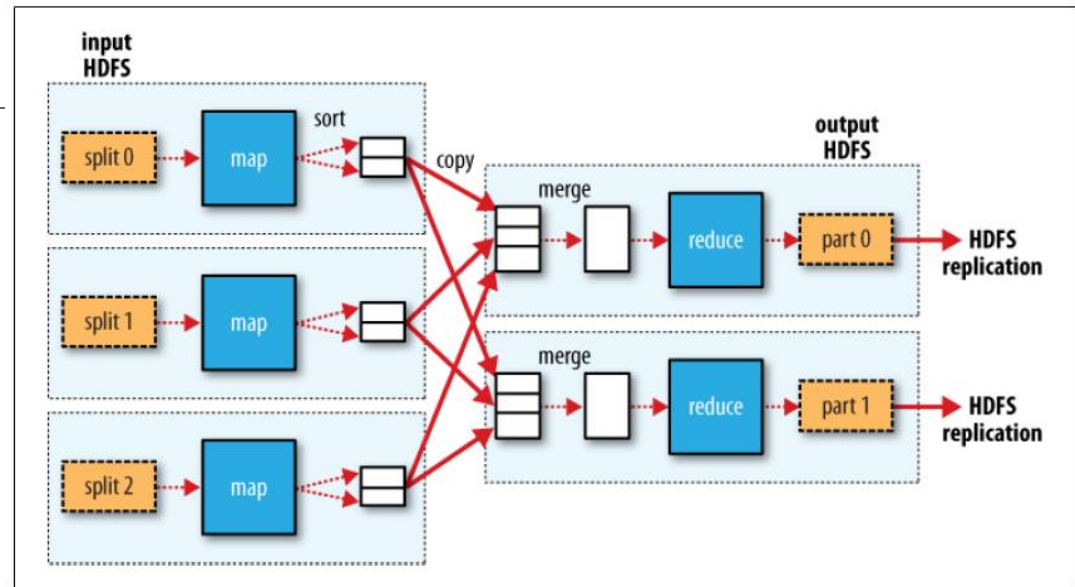 input
HDFS
split 0
map
sort
copy
split 1
map
split 2
map
output
HDFS
merge
reduce
part 0
HDFS
replication
merge
reduce
part 1
HDFS
replication